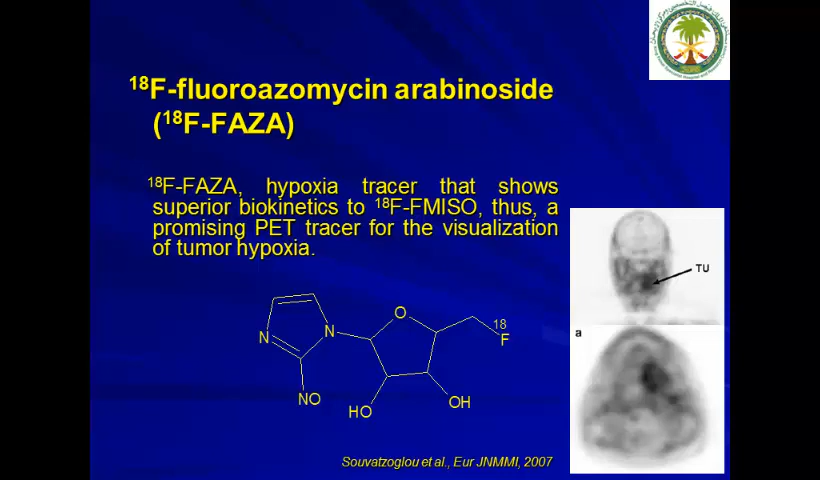 ¹⁸F-fluoroazomycin arabinoside
(¹⁸F-FAZA)
¹⁸F-FAZA, hypoxia tracer that shows
superior biokinetics to ¹⁸F-FMISO, thus, a
promising PET tracer for the visualization
of tumor hypoxia.
TU
a
O
18
F
N
N
NO
HO
OH
Souvatzoglou et al., Eur JNMMI, 2007